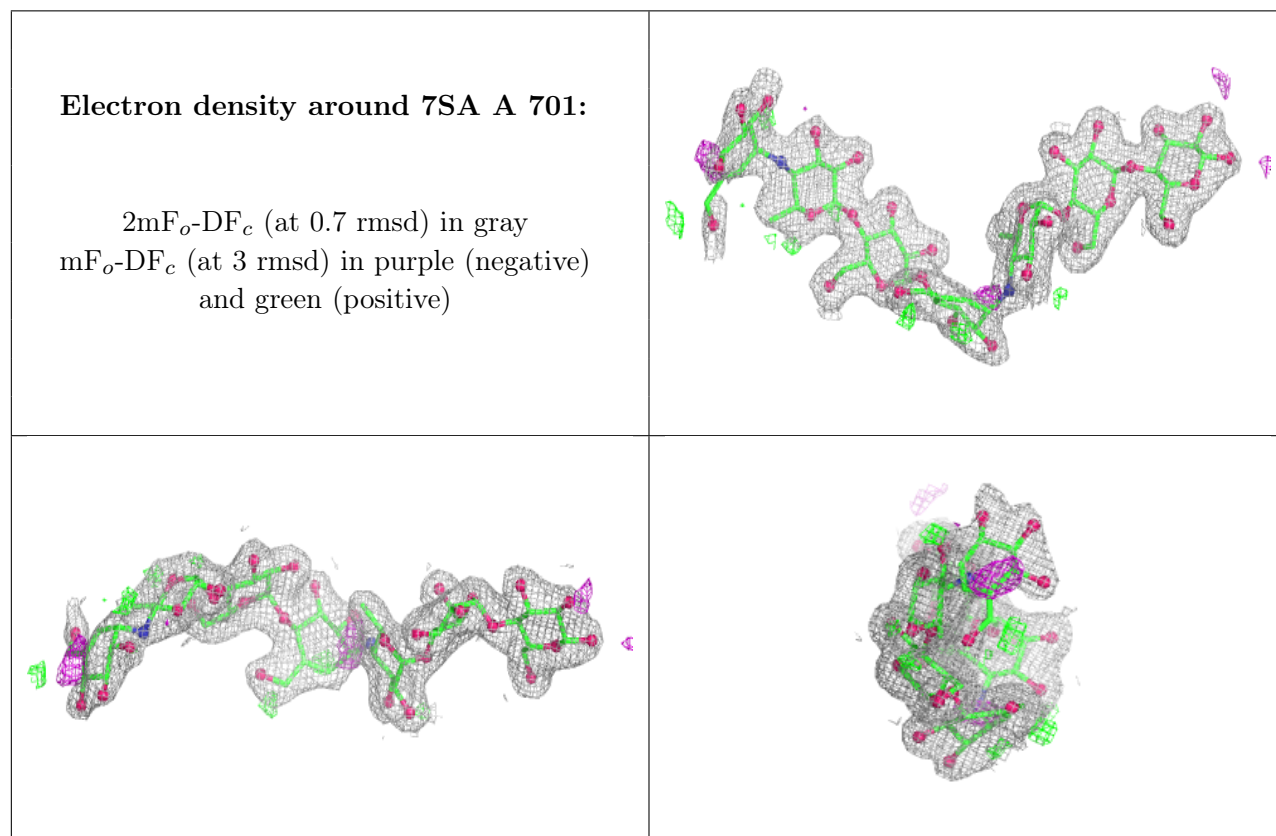 Electron density around 7SA A 701:
2mFo-DFc (at 0.7 rmsd) in gray
mFo-DFc (at 3 rmsd) in purple (negative)
and green (positive)